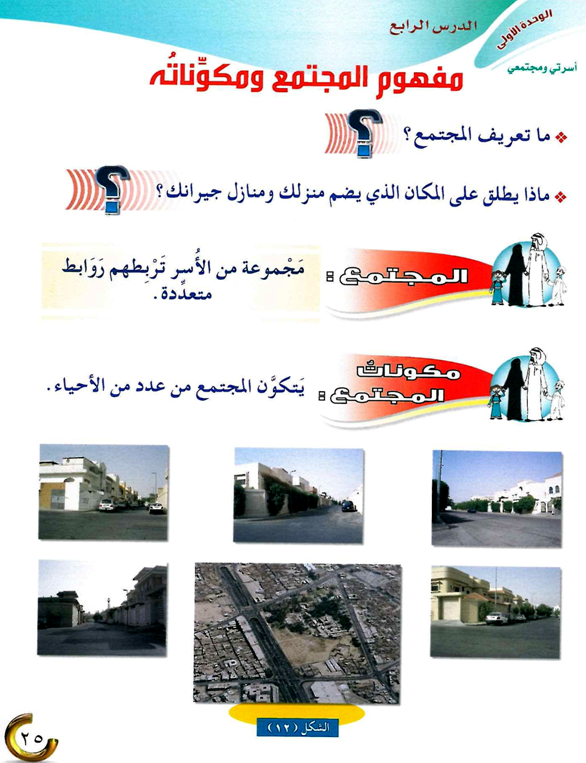 الوحدة الأولى
أسرتي ومجتمعي
الدرس الرابع
مفهوم المجتمع ومكوِّناتُه
ما تعريف المجتمع؟
؟
ماذا يطلق على المكان الذي يضم منزلك ومنازل جيرانك؟
؟
المجتمع :
مَجْموعة من الأُسر تَرْبِطهم رَوَابط
متعدِّدة.
مكوناتُ
المجتمع :
يَتكوَّن المجتمع من عدد من الأحياء.
الشكل (١٢)
٢٥